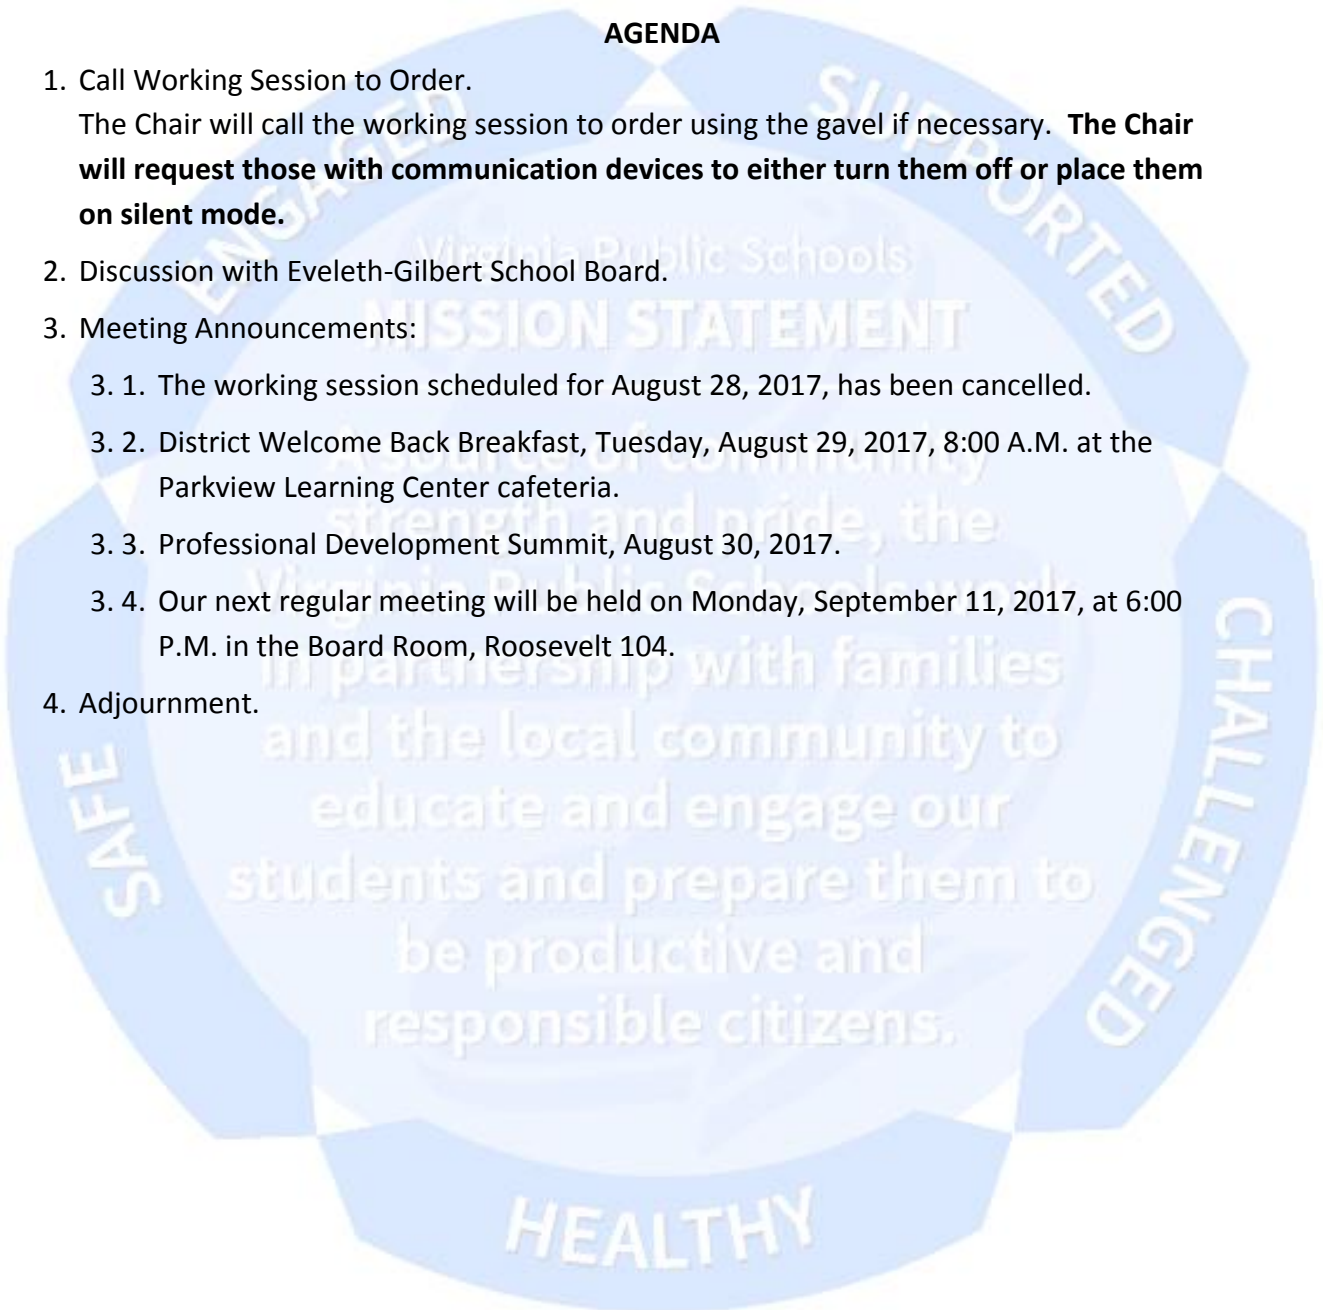 AGENDA
1. Call Working Session to Order.
The Chair will call the working session to order using the gavel if necessary. The Chair
will request those with communication devices to either turn them off or place them
on silent mode.
2. Discussion with Eveleth-Gilbert School Board.
3. Meeting Announcements:
3. 1. The working session scheduled for August 28, 2017, has been cancelled.
3. 2. District Welcome Back Breakfast, Tuesday, August 29, 2017, 8:00 A.M. at the
Parkview Learning Center cafeteria.
3. 3. Professional Development Summit, August 30, 2017.
3. 4. Our next regular meeting will be held on Monday, September 11, 2017, at 6:00
P.M. in the Board Room, Roosevelt 104.
4. Adjournment.
ENGAGED
SUPPORTED
CHALLENGED
HEALTHY
SAFE
Virginia Public Schools
MISSION STATEMENT
A source of community
strength and pride, the
Virginia Public Schools work
in partnership with families
and the local community to
educate and engage our
students and prepare them to
be productive and
responsible citizens.